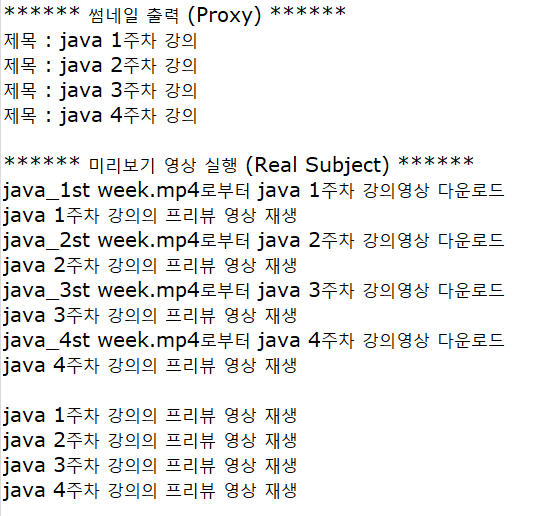 ****** 썸네일 출력 (Proxy) ******
제목 : java 1주차 강의
제목 : java 2주차 강의
제목 : java 3주차 강의
제목 : java 4주차 강의
****** 미리보기 영상 실행 (Real Subject) ******
java_1st week.mp4로부터 java 1주차 강의영상 다운로드
java 1주차 강의의 프리뷰 영상 재생
java_2st week.mp4로부터 java 2주차 강의영상 다운로드
java 2주차 강의의 프리뷰 영상 재생
java_3st week.mp4로부터 java 3주차 강의영상 다운로드
java 3주차 강의의 프리뷰 영상 재생
java_4st week.mp4로부터 java 4주차 강의영상 다운로드
java 4주차 강의의 프리뷰 영상 재생
java 1주차 강의의 프리뷰 영상 재생
java 2주차 강의의 프리뷰 영상 재생
java 3주차 강의의 프리뷰 영상 재생
java 4주차 강의의 프리뷰 영상 재생